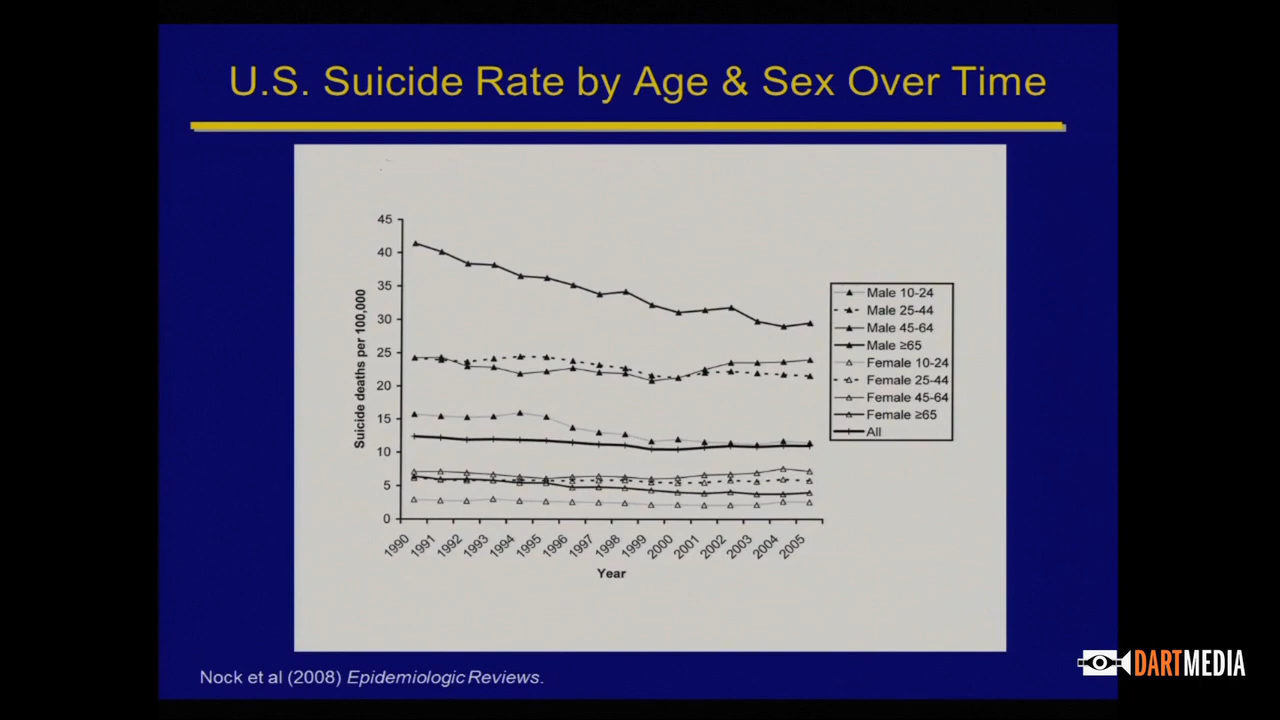 U.S. Suicide Rate by Age & Sex Over Time
45
40
35
30
25
20
15
10
5
0
Suicide deaths per 100,000
1990
1991
1992
1993
1994
1995
1996
1997
1998
1999
2000
2001
2002
2003
2004
2005
Year
Male 10-24
Male 25-44
Male 45-64
Male ≥65
Female 10-24
Female 25-44
Female 45-64
Female ≥65
All
Nock et al (2008) Epidemiologic Reviews.
DARTMEDIA